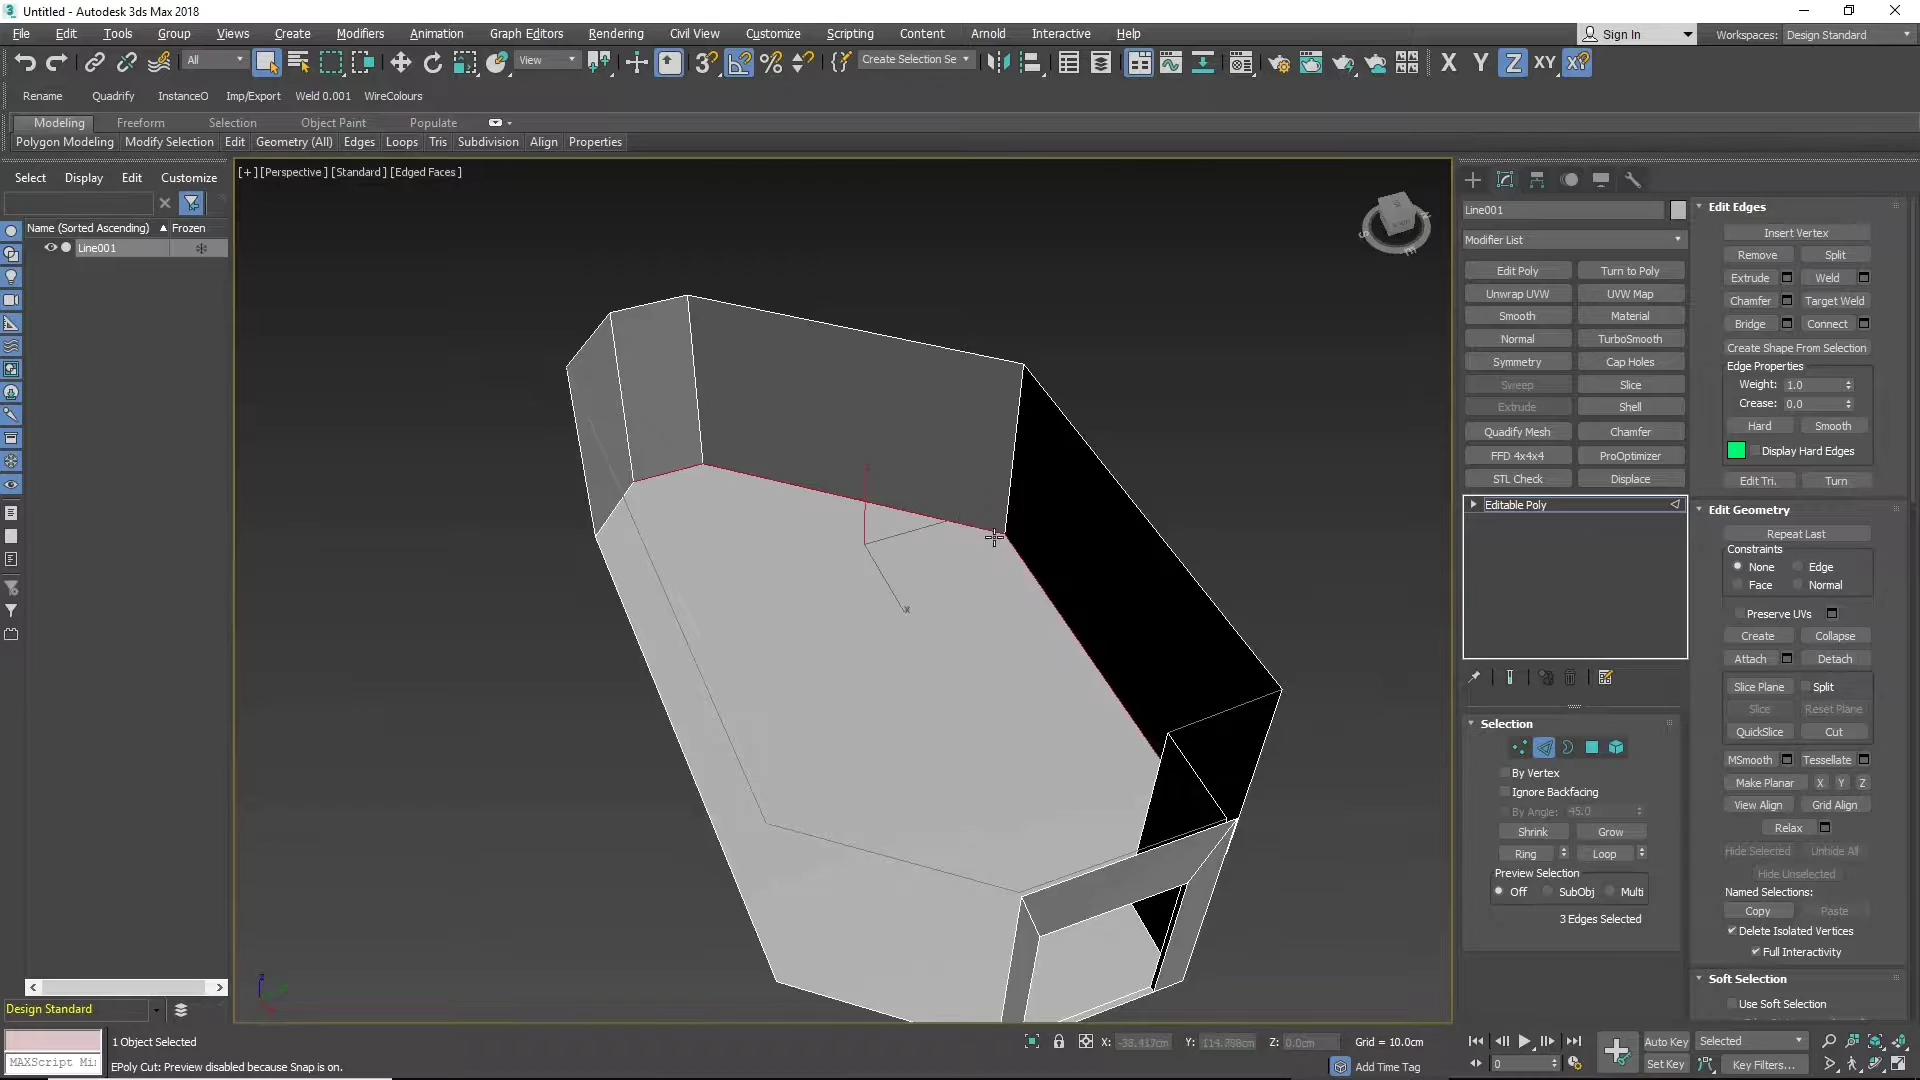 Untitled - Autodesk 3ds Max 2018
File Edit Tools Group Views Create Modifiers Animation Graph Editors Rendering Civil View Customize Scripting Content Arnold Interactive Help
Sign In Workspaces: Design Standard
All View Create Selection Se X Y Z XY
Rename Quadrify InstanceO Imp/Export Weld 0.001 WireColours
Modeling Freeform Selection Object Paint Populate
Polygon Modeling Modify Selection Edit Geometry (All) Edges Loops Tris Subdivision Align Properties
Select Display Edit Customize
[+] [Perspective ] [Standard ] [Edged Faces ]
Name (Sorted Ascending) Frozen
Line001
Line001
Modifier List
Edit Poly Turn to Poly
Unwrap UVW UVW Map
Smooth Material
Normal TurboSmooth
Symmetry Cap Holes
Sweep Slice
Extrude Shell
Quadify Mesh Chamfer
FFD 4x4x4 ProOptimizer
STL Check Displace
Editable Poly
Selection
By Vertex
Ignore Backfacing
By Angle: 45.0
Shrink Grow
Ring Loop
Preview Selection
Off SubObj Multi
3 Edges Selected
Edit Edges
Insert Vertex
Remove Split
Extrude Weld
Chamfer Target Weld
Bridge Connect
Create Shape From Selection
Edge Properties
Weight: 1.0
Crease: 0.0
Hard Smooth
Display Hard Edges
Edit Tri. Turn
Edit Geometry
Repeat Last
Constraints
None Edge
Face Normal
Preserve UVs
Create Collapse
Attach Detach
Slice Plane Split
Slice Reset Plane
QuickSlice Cut
MSmooth Tessellate
Make Planar X Y Z
View Align Grid Align
Relax
Hide Selected Unhide All
Hide Unselected
Named Selections:
Copy Paste
Delete Isolated Vertices
Full Interactivity
Soft Selection
Use Soft Selection
x
Design Standard
1 Object Selected
X: -38.417cm Y: 114.788cm Z: 0.0cm Grid = 10.0cm
Auto Key Selected
MAXScript Mi
EPoly Cut: Preview disabled because Snap is on.
Add Time Tag
0
Set Key Key Filters...